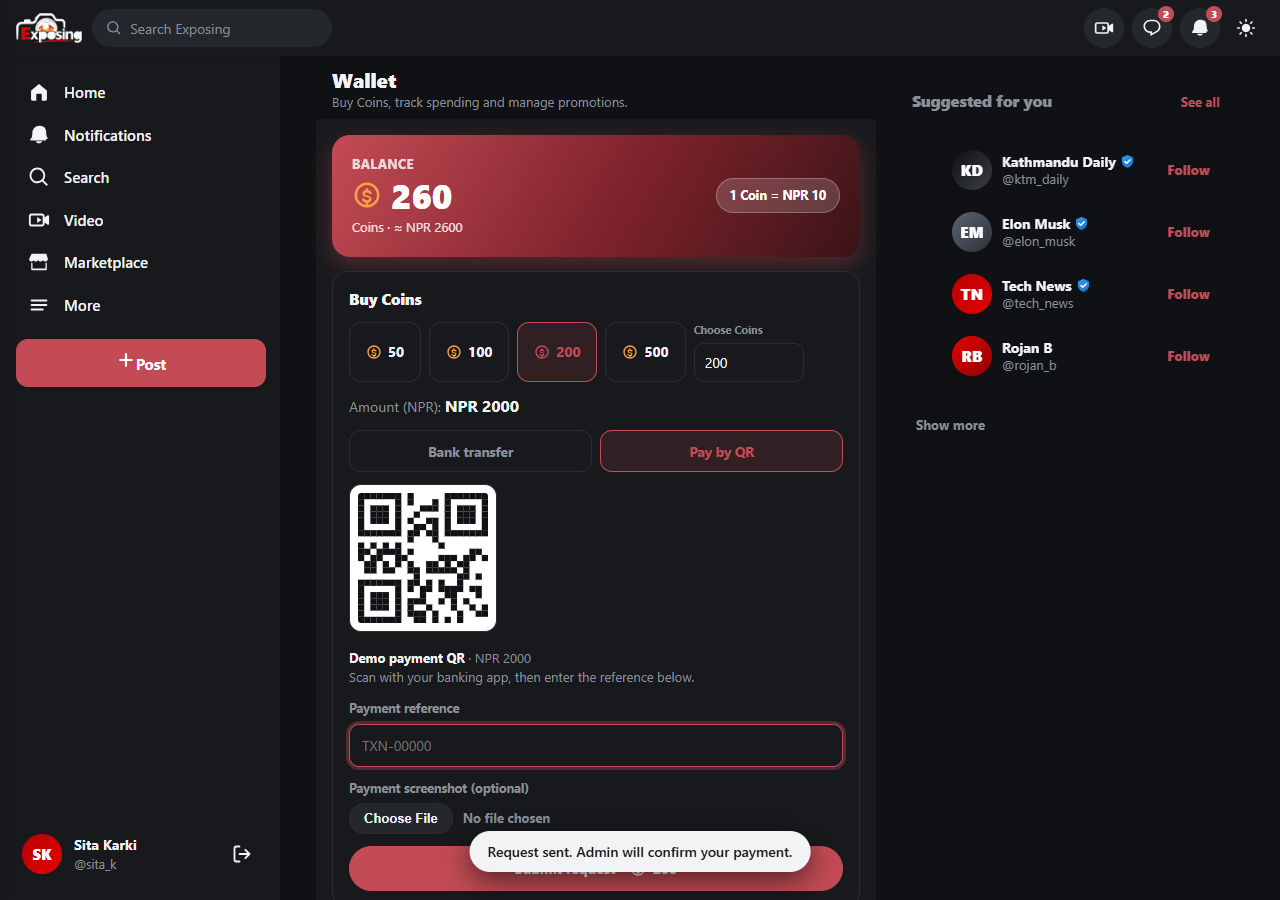 Exposing
Search Exposing
2
3
Home
Notifications
Search
Video
Marketplace
More
Post
SK
Sita Karki
@sita_k
Wallet
Buy Coins, track spending and manage promotions.
BALANCE
260
Coins · ≈ NPR 2600
1 Coin = NPR 10
Buy Coins
50
100
200
500
Choose Coins
200
Amount (NPR): NPR 2000
Bank transfer
Pay by QR
Demo payment QR · NPR 2000
Scan with your banking app, then enter the reference below.
Payment reference
TXN-00000
Payment screenshot (optional)
Choose File No file chosen
Request sent. Admin will confirm your payment.
Suggested for you
See all
KD
Kathmandu Daily
@ktm_daily
Follow
EM
Elon Musk
@elon_musk
Follow
TN
Tech News
@tech_news
Follow
RB
Rojan B
@rojan_b
Follow
Show more